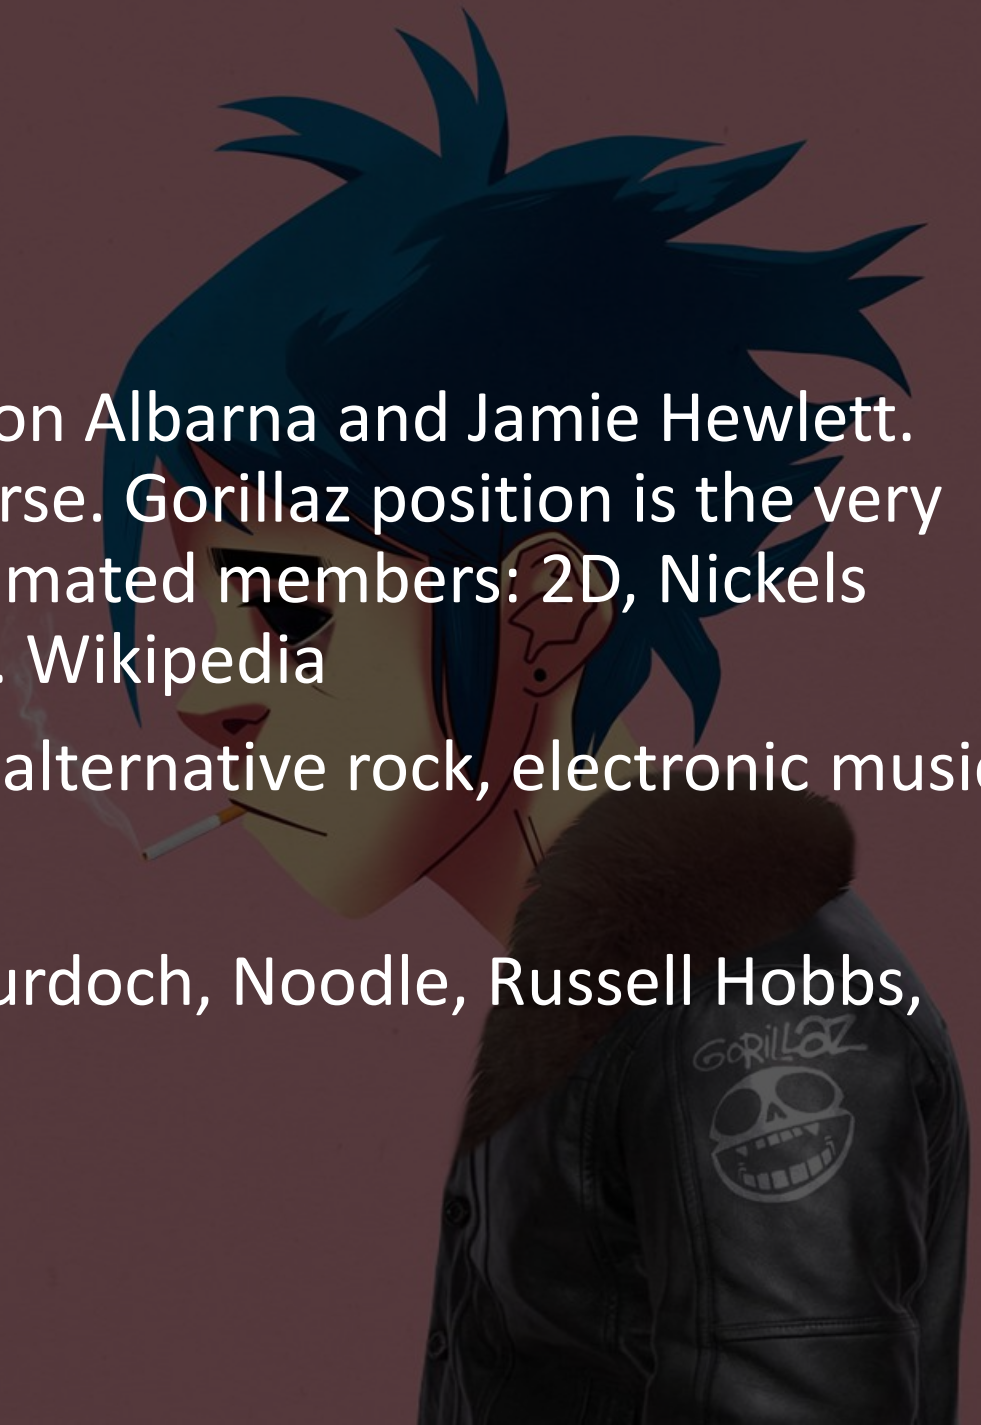 on Albarna and Jamie Hewlett.
rse. Gorillaz position is the very
mated members: 2D, Nickels
. Wikipedia
alternative rock, electronic music
urdoch, Noodle, Russell Hobbs,
GORILLAZ